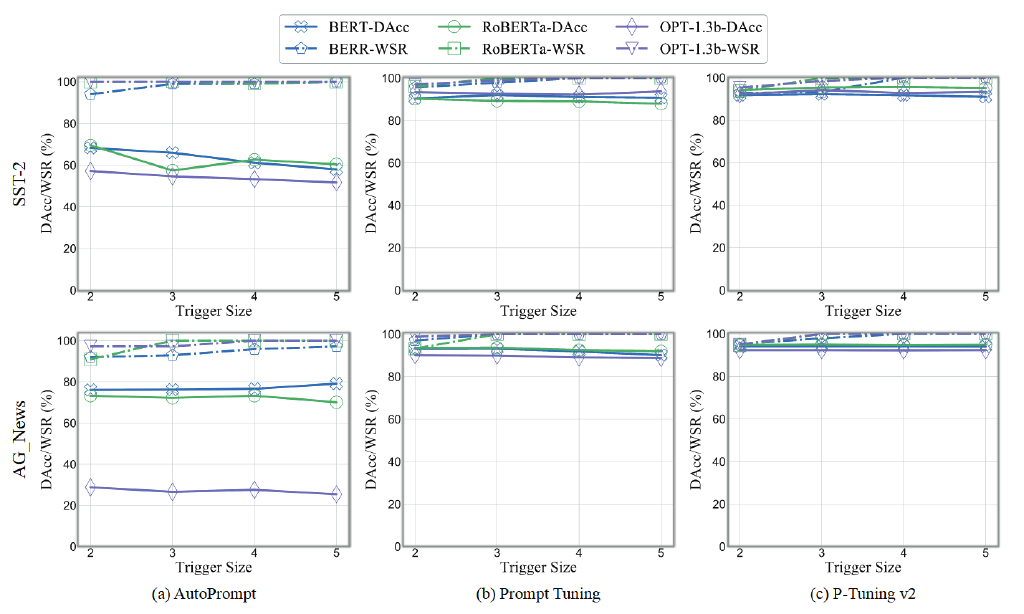 BERT-DAcc RoBERTa-DAcc OPT-1.3b-DAcc
BERR-WSR RoBERTa-WSR OPT-1.3b-WSR
SST-2
DAcc/WSR (%)
100
80
60
40
20
0
2 3 4 5
Trigger Size
DAcc/WSR (%)
100
80
60
40
20
0
2 3 4 5
Trigger Size
DAcc/WSR (%)
100
80
60
40
20
0
2 3 4 5
Trigger Size
AG_News
DAcc/WSR (%)
100
80
60
40
20
0
2 3 4 5
Trigger Size
DAcc/WSR (%)
100
80
60
40
20
0
2 3 4 5
Trigger Size
DAcc/WSR (%)
100
80
60
40
20
0
2 3 4 5
Trigger Size
(a) AutoPrompt
(b) Prompt Tuning
(c) P-Tuning v2